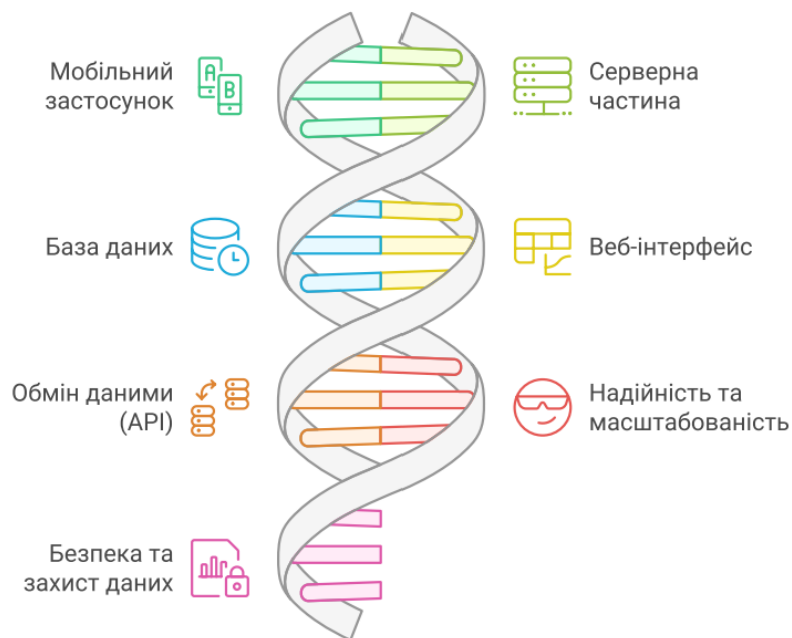 Мобільний
застосунок
A
B
Серверна
частина
База даних
Веб-інтерфейс
Обмін даними
(API)
Надійність та
масштабованість
Безпека та
захист даних